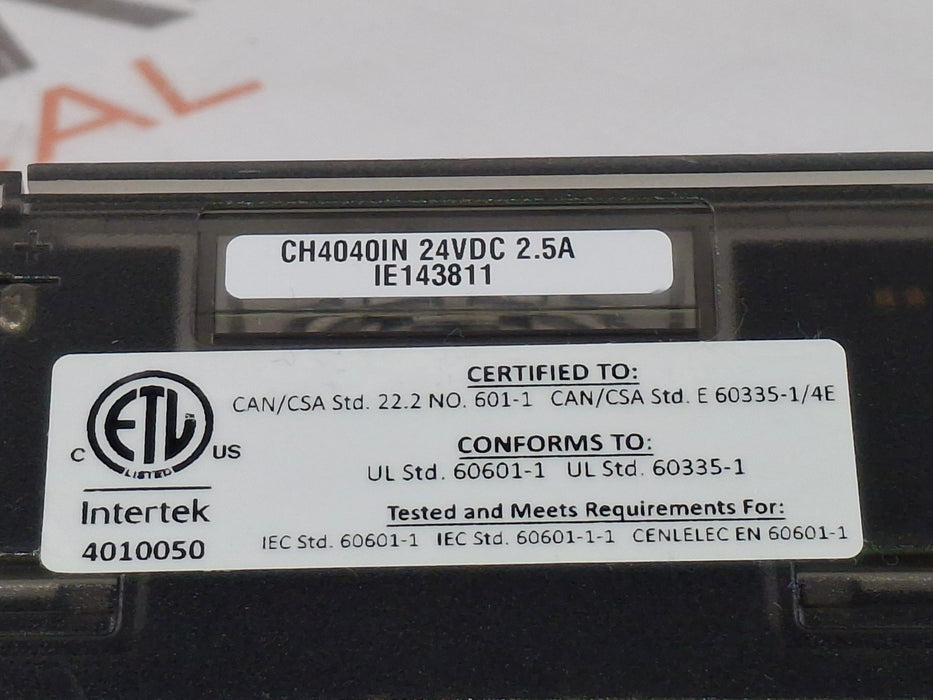 AL
CH4040IN 24VDC 2.5A
IE143811
CERTIFIED TO:
CAN/CSA Std. 22.2 NO. 601-1 CAN/CSA Std. E 60335-1/4E
CONFORMS TO:
UL Std. 60601-1 UL Std. 60335-1
Tested and Meets Requirements For:
IEC Std. 60601-1 IEC Std. 60601-1-1 CENLELEC EN 60601-1
ETL
C US
LISTED
Intertek
4010050